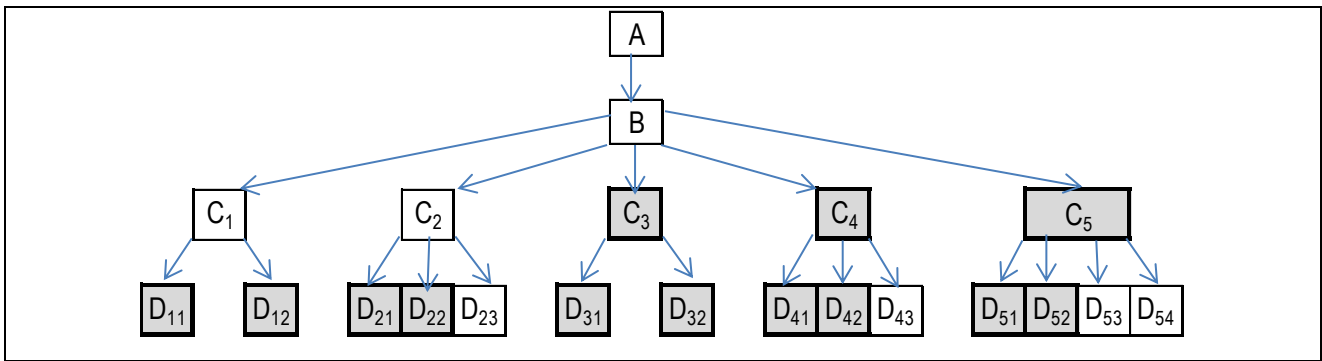 A
B
C₁ C₂ C₃ C₄ C₅
D₁₁ D₁₂ D₂₁ D₂₂ D₂₃ D₃₁ D₃₂ D₄₁ D₄₂ D₄₃ D₅₁ D₅₂ D₅₃ D₅₄